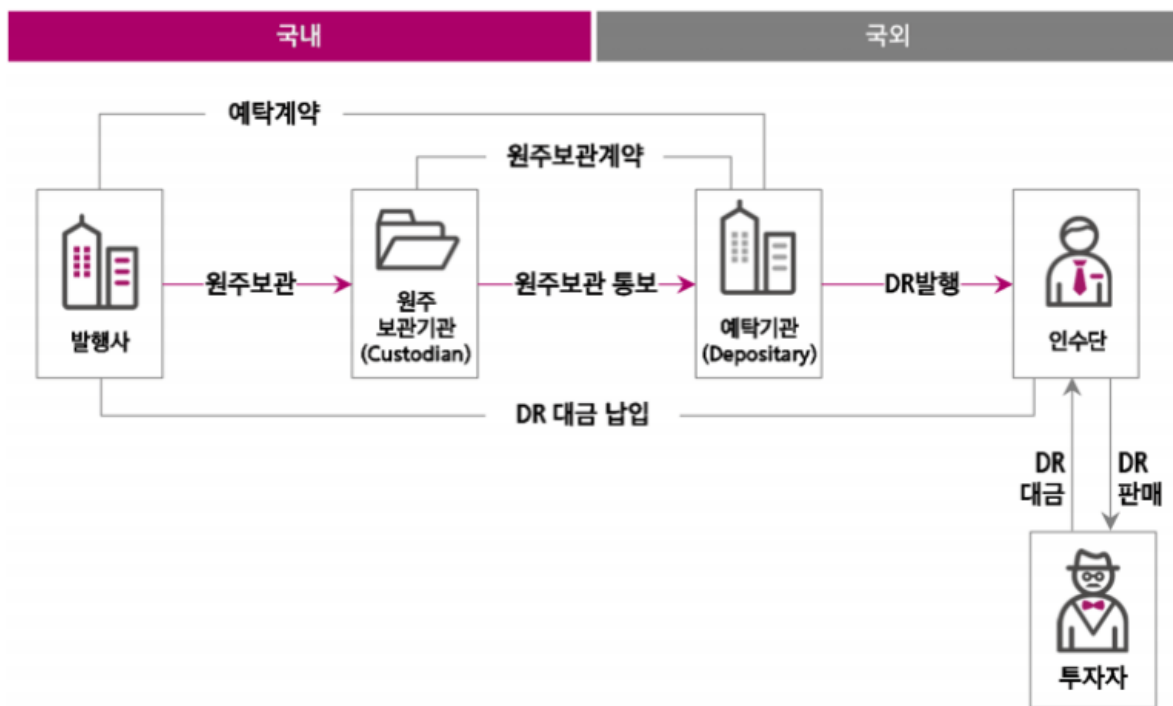 국내
국외
예탁계약
원주보관계약
발행사
원주보관
원주
보관기관
(Custodian)
원주보관 통보
예탁기관
(Depositary)
DR발행
인수단
DR 대금 납입
DR
대금
DR
판매
투자자